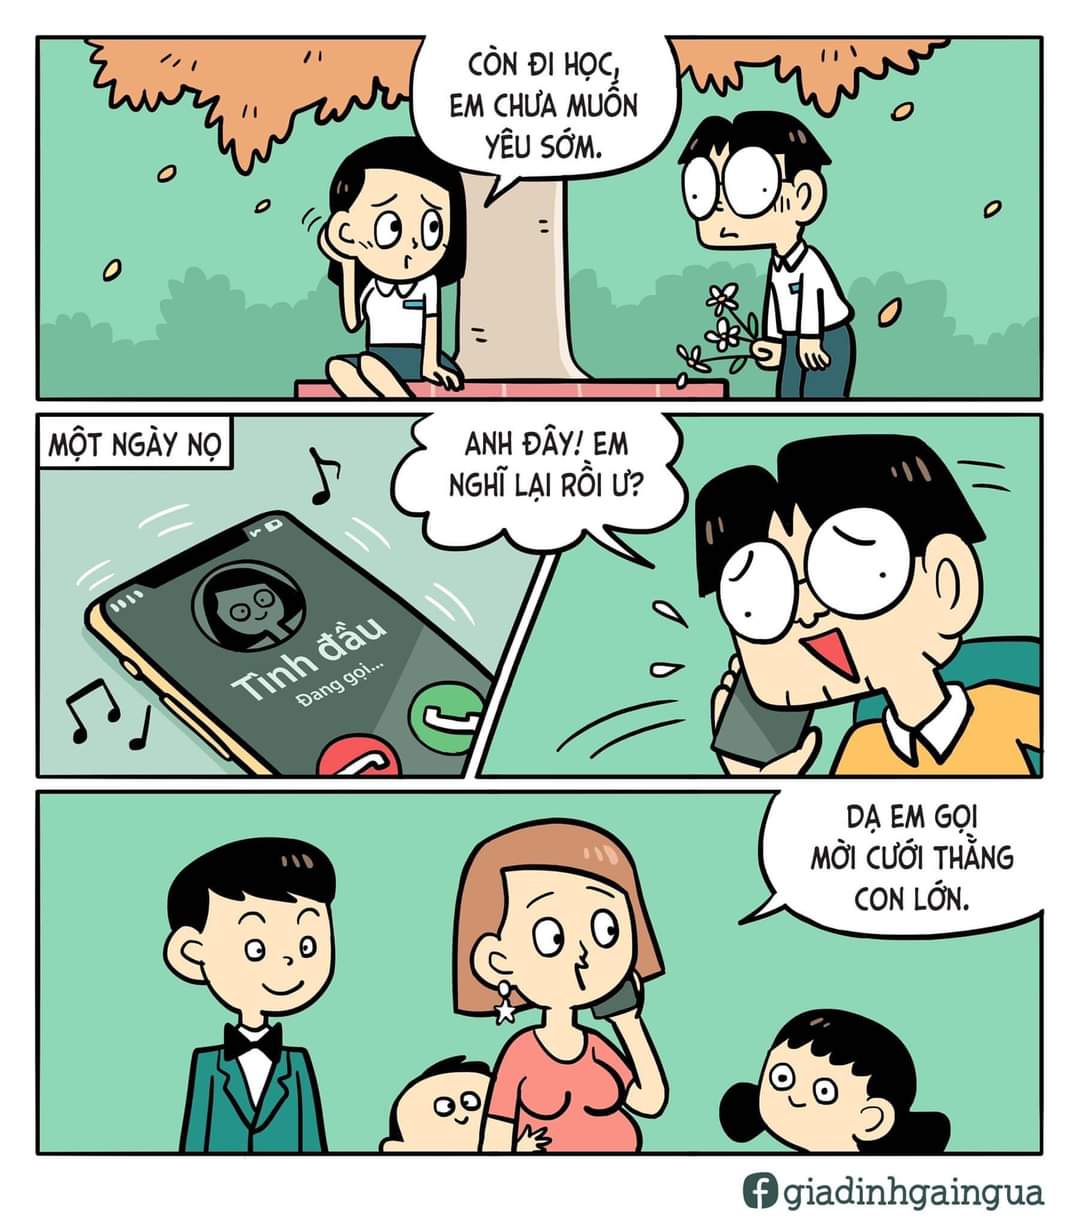 CÒN ĐI HỌC,
EM CHƯA MUỐN
YÊU SỚM.
MỘT NGÀY NỌ
Tình đầu
Đang gọi...
ANH ĐÂY! EM
NGHĨ LẠI RỒI Ư?
DẠ EM GỌI
MỜI CƯỚI THẰNG
CON LỚN.
giadinhgaingua